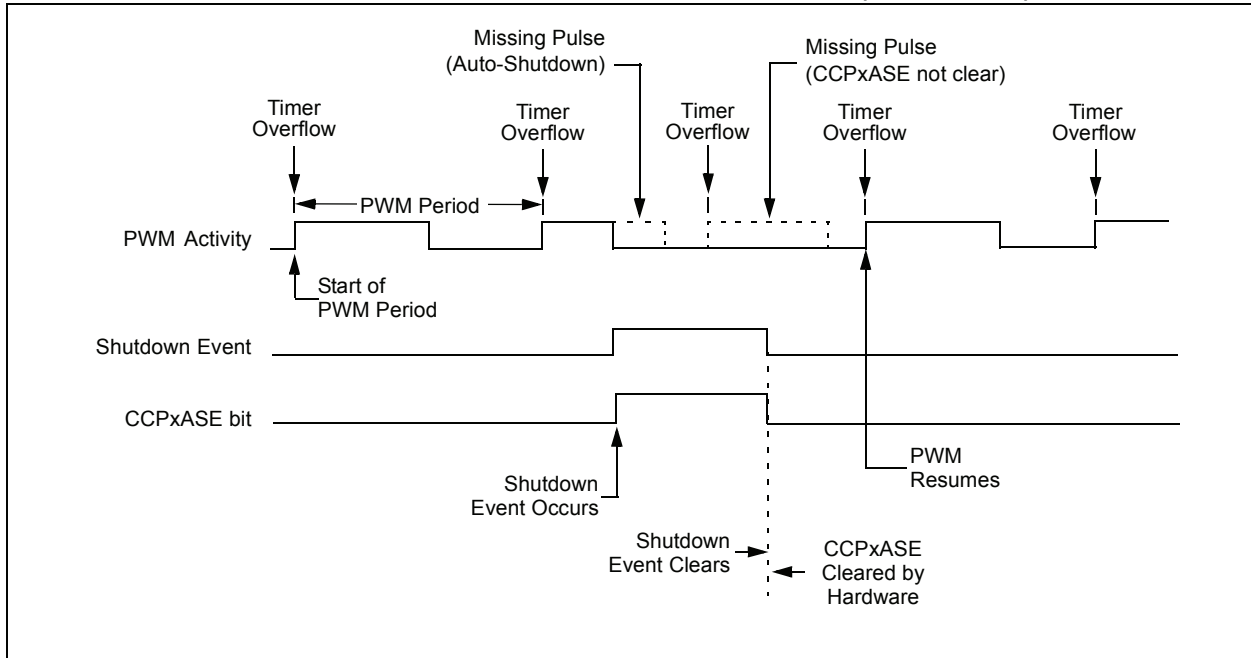 Missing Pulse
(Auto-Shutdown)
Missing Pulse
(CCPxASE not clear)
Timer
Overflow
Timer
Overflow
Timer
Overflow
Timer
Overflow
Timer
Overflow
PWM Period
PWM Activity
Start of
PWM Period
Shutdown Event
CCPxASE bit
Shutdown
Event Occurs
PWM
Resumes
Shutdown
Event Clears
CCPxASE
Cleared by
Hardware